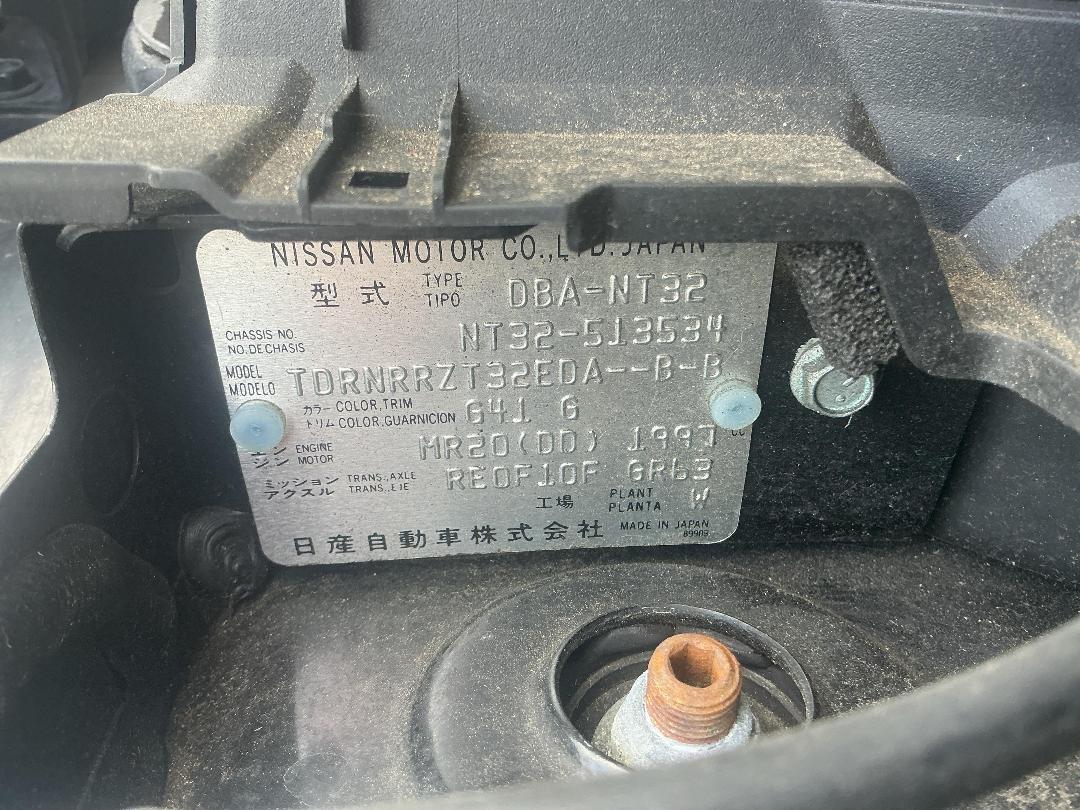 NISSAN MOTOR CO.,LTD.JAPAN
型式 TYPE TIPO DBA-NT32
CHASSIS NO. NO.DE CHASIS NT32-513534
MODEL MODELO TDRNRRZT32EDA--B-B
カラー COLOR,TRIM トリム COLOR,GUARNICION G41 G
ENGINE ジン MOTOR MR20(DD) 1997 CC
ミッション TRANS.,AXLE アクスル TRANS.,EJE RE0F10F GR63
工場 PLANT PLANTA W
日産自動車株式会社 MADE IN JAPAN
89909